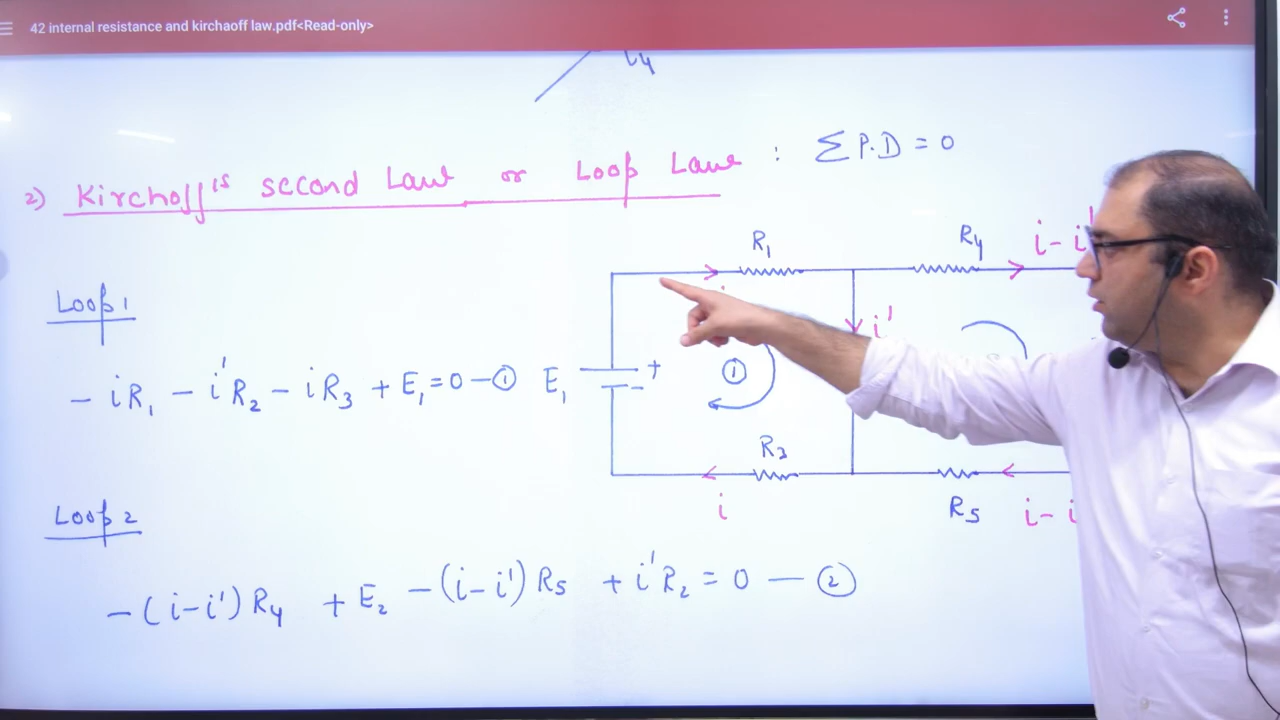 42 internal resistance and kirchaoff law.pdf<Read-only>
i4
2) Kirchoff's second Law or Loop Law : Σ P.D = 0
R1
R4
i-i'
Loop 1
i'
- iR1 - i'R2 - iR3 + E1 = 0 - ①
E1
+
-
①
R3
i
R5
i-i
Loop 2
-(i-i')R4 + E2 -(i-i')R5 + i'R2 = 0 — ②